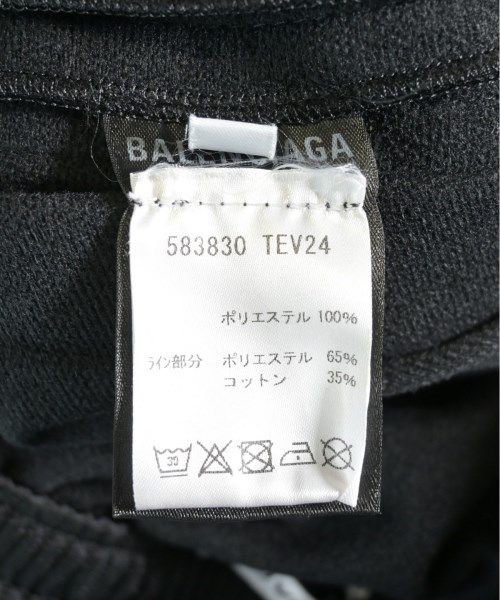 BALENCIAGA
583830 TEV24
ポリエステル 100%
ライン部分 ポリエステル 65%
コットン 35%
30